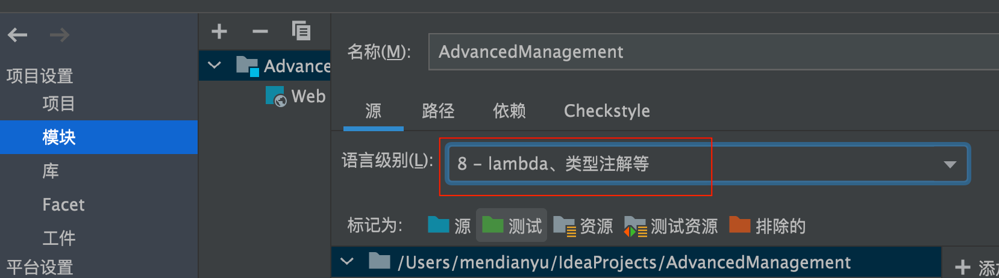 项目设置
项目
模块
库
Facet
工件
平台设置
Advance
Web
名称(M): AdvancedManagement
源 路径 依赖 Checkstyle
语言级别(L): 8 – lambda、类型注解等
标记为: 源 测试 资源 测试资源 排除的
/Users/mendianyu/IdeaProjects/AdvancedManagement
+ 添加